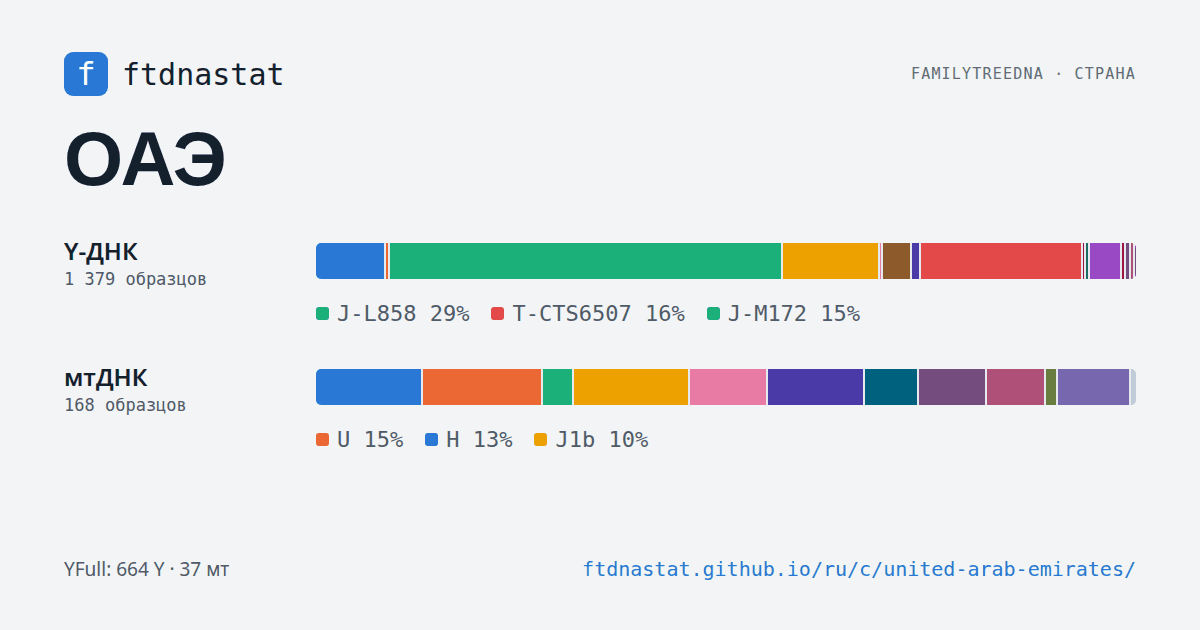 f ftdnastat
FAMILYTREEDNA · СТРАНА
ОАЭ
Y-ДНК
1 379 образцов
J-L858 29% T-CTS6507 16% J-M172 15%
мтДНК
168 образцов
U 15% H 13% J1b 10%
YFull: 664 Y · 37 мт
ftdnastat.github.io/ru/c/united-arab-emirates/